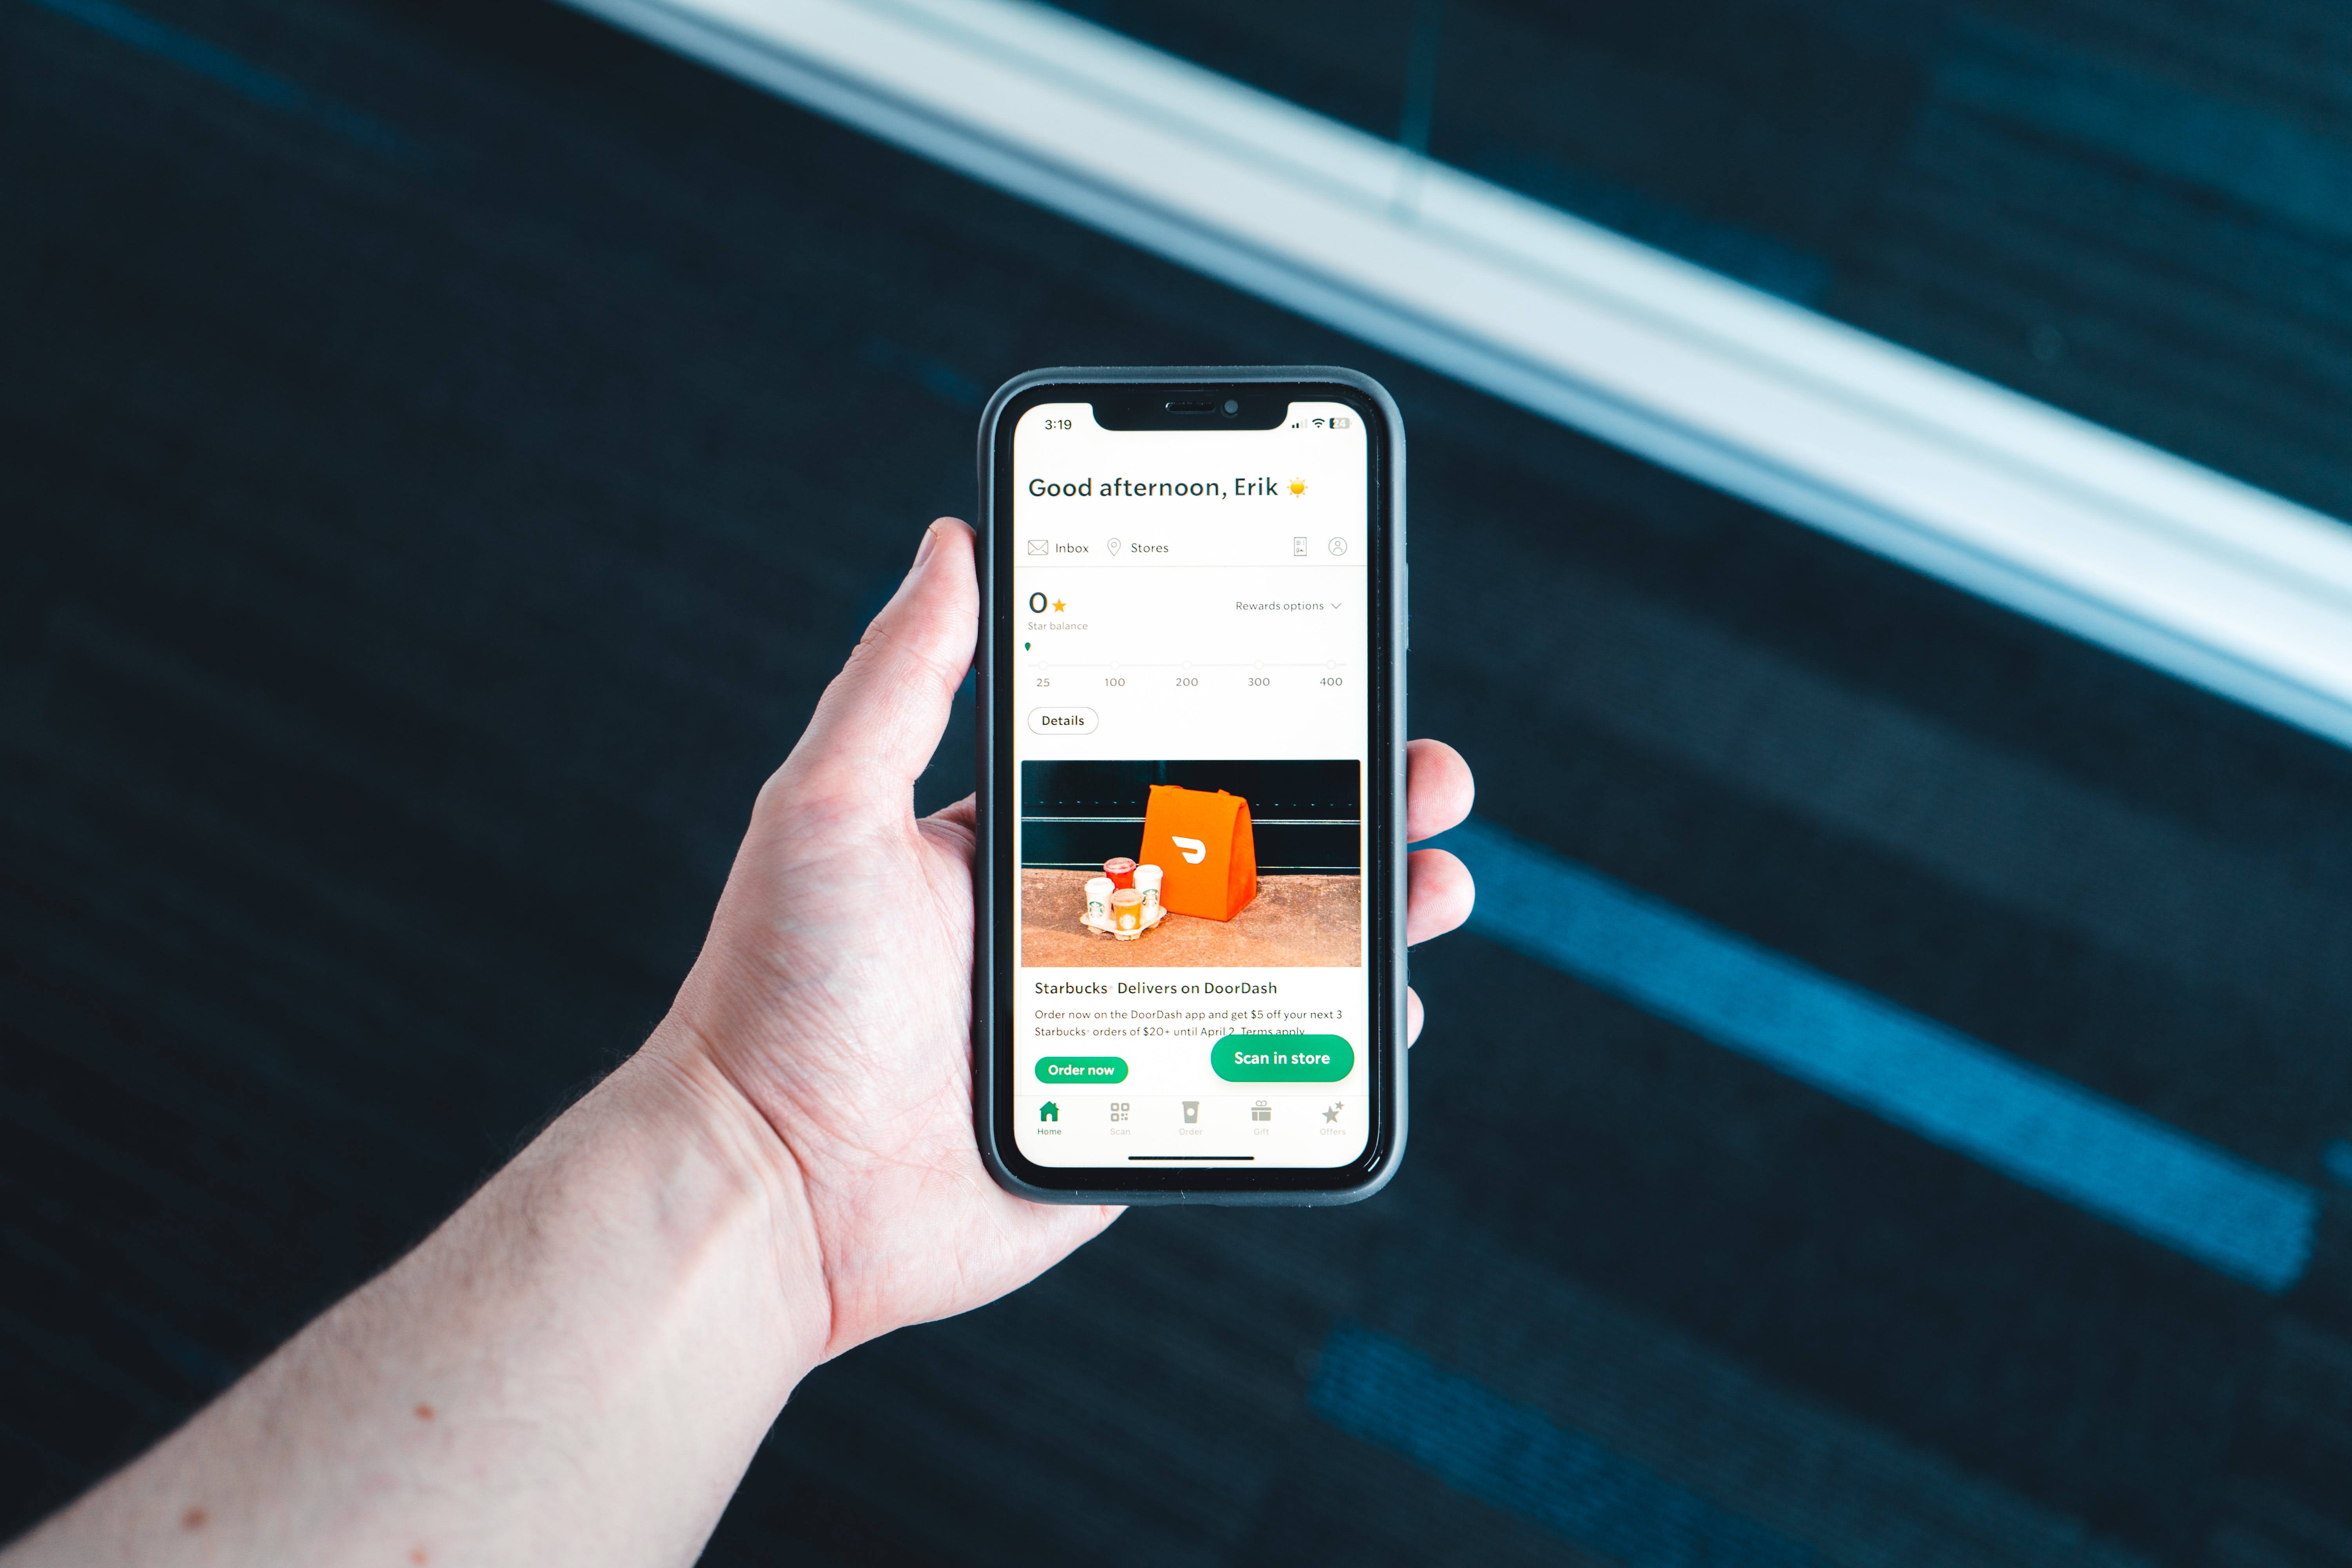 3:19
24
Good afternoon, Erik
Inbox
Stores
0
Rewards options
Star balance
25
100
200
300
400
Details
Starbucks® Delivers on DoorDash
Order now on the DoorDash app and get $5 off your next 3
Starbucks® orders of $20+ until April 2. Terms apply.
Scan in store
Order now
Home
Scan
Order
Gift
Offers